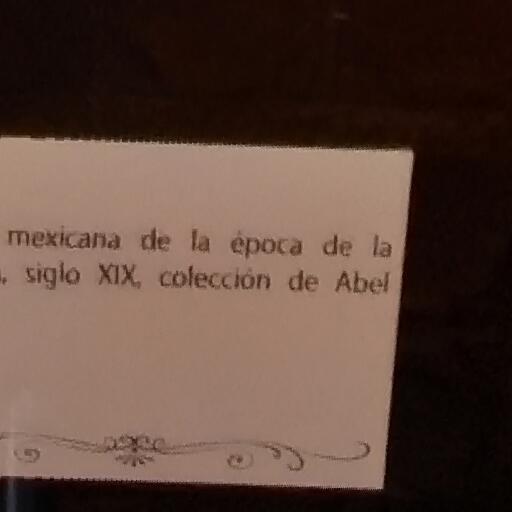 mexicana de la época de la
, siglo XIX, colección de Abel